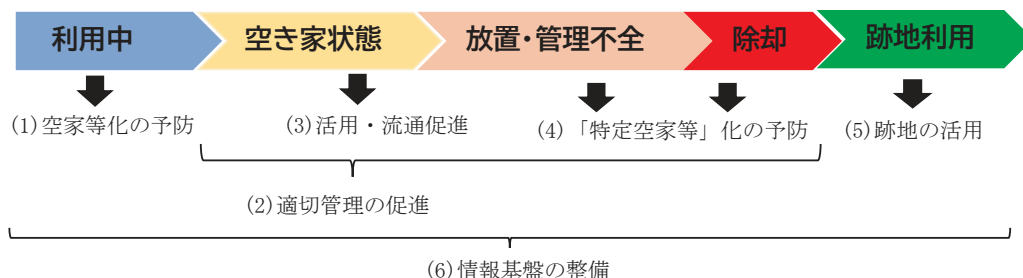 利用中
空き家状態
放置・管理不全
除却
跡地利用
(1)空家等化の予防
(3)活用・流通促進
(4)「特定空家等」化の予防
(5)跡地の活用
(2)適切管理の促進
(6)情報基盤の整備